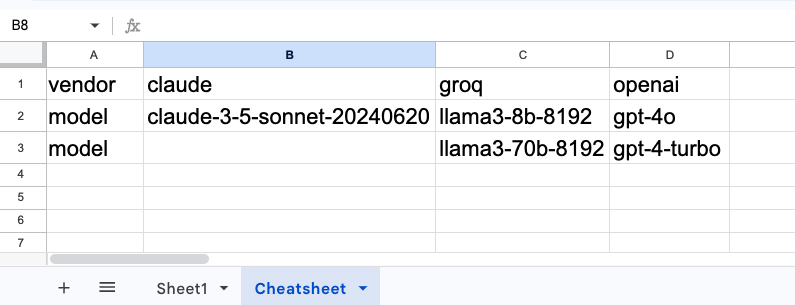 B8 fx
A B C D
1 vendor claude groq openai
2 model claude-3-5-sonnet-20240620 llama3-8b-8192 gpt-4o
3 model llama3-70b-8192 gpt-4-turbo
4
5
6
7
+ Sheet1 Cheatsheet